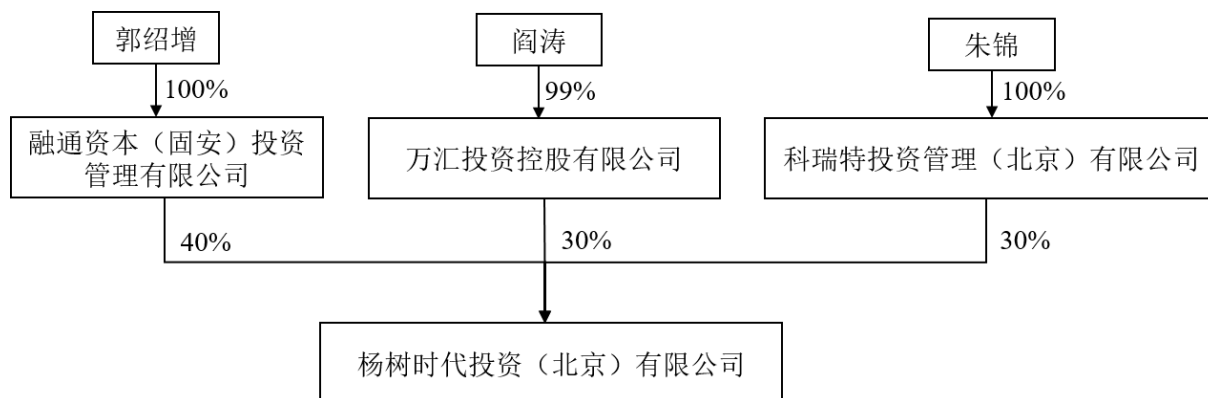 郭绍增
阎涛
朱锦
100%
99%
100%
融通资本（固安）投资
管理有限公司
万汇投资控股有限公司
科瑞特投资管理（北京）有限公司
40%
30%
30%
杨树时代投资（北京）有限公司